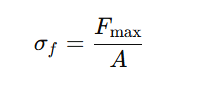 σ_f = F_max / A